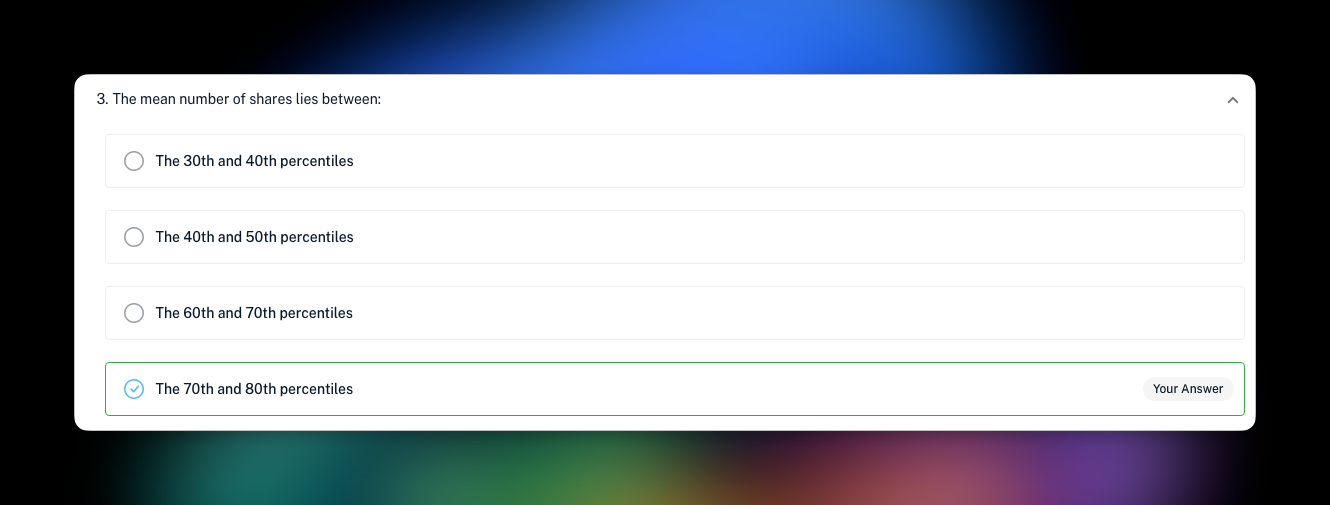 3. The mean number of shares lies between:
The 30th and 40th percentiles
The 40th and 50th percentiles
The 60th and 70th percentiles
The 70th and 80th percentiles
Your Answer